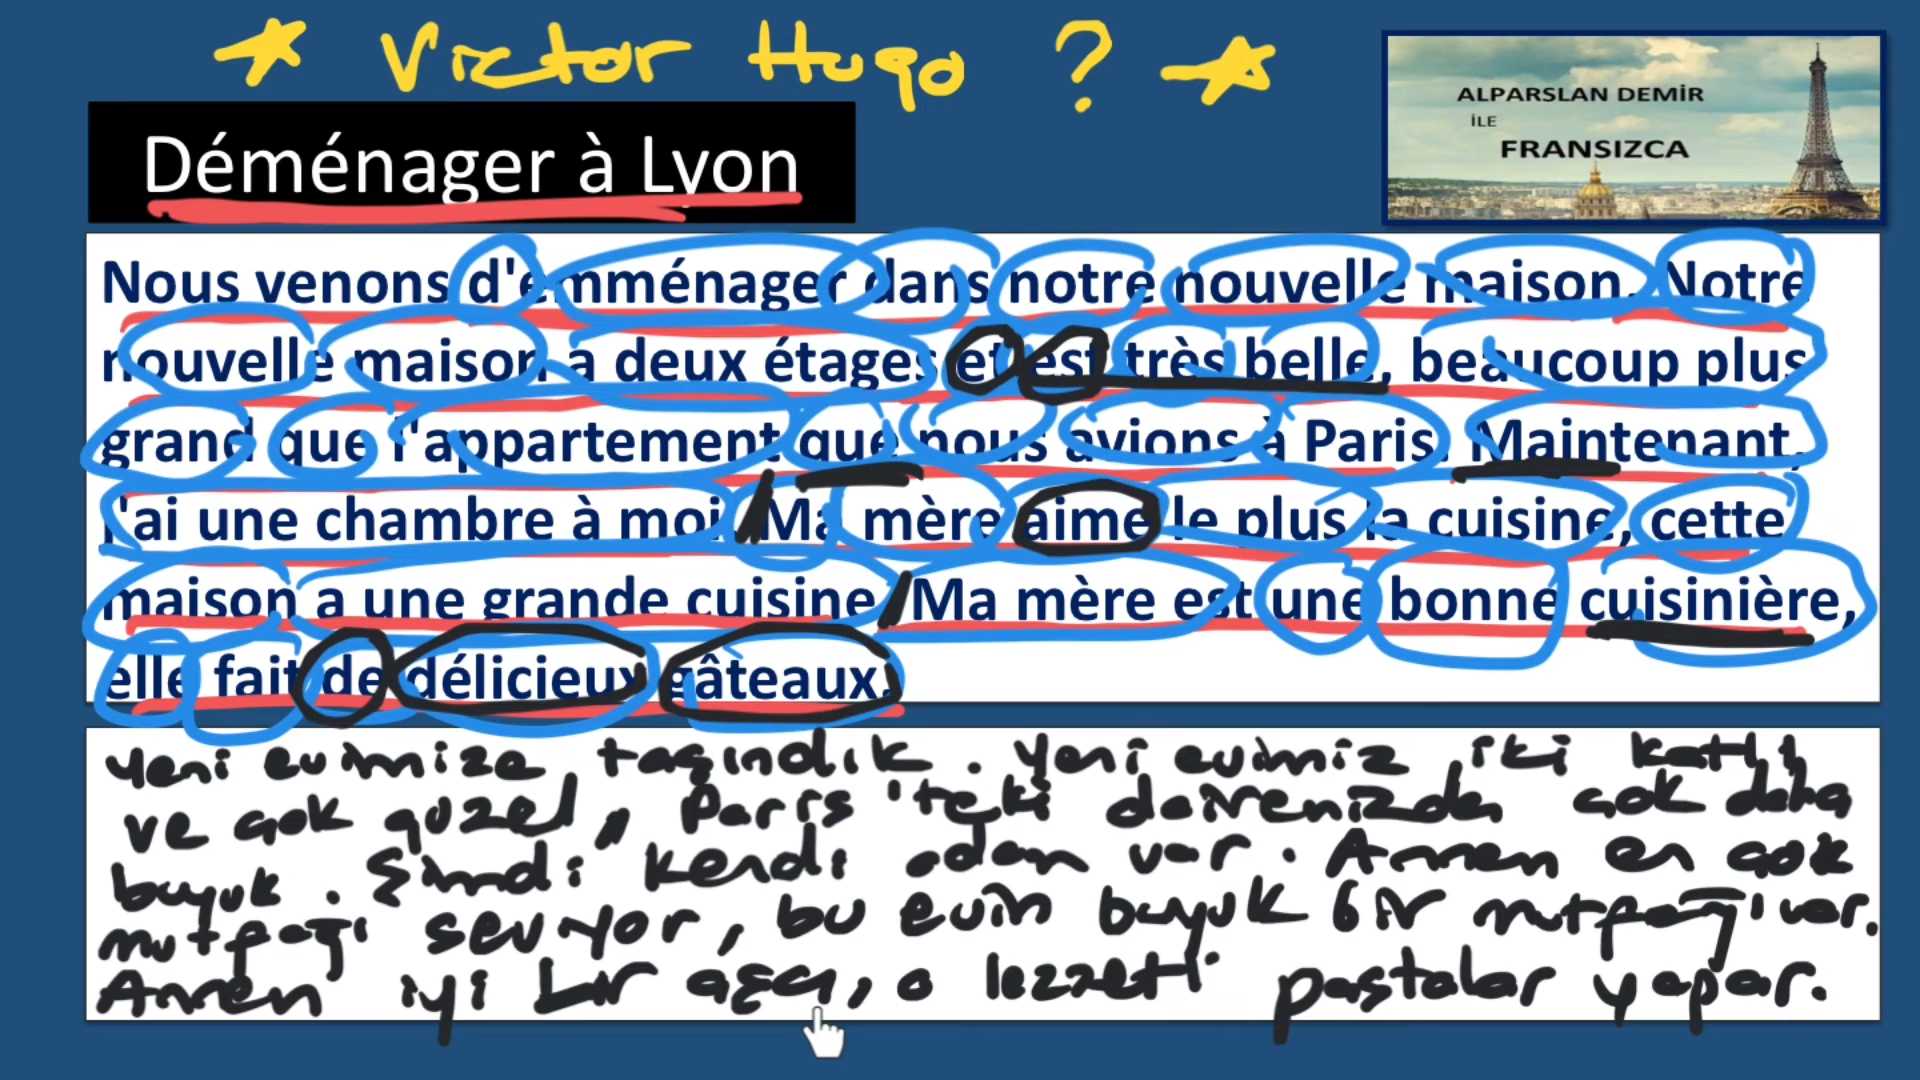 ★ Victor Hugo ? ★
ALPARSLAN DEMİR
İLE
FRANSIZCA
Déménager à Lyon
Nous venons d'emménager dans notre nouvelle maison. Notre
nouvelle maison a deux étages et est très belle, beaucoup plus
grand que l'appartement que nous avions à Paris. Maintenant,
j'ai une chambre à moi. Ma mère aime le plus la cuisine, cette
maison a une grande cuisine. Ma mère est une bonne cuisinière,
elle fait de délicieux gâteaux.
Yeni evimize taşındık. Yeni evimiz iki katlı
ve çok güzel, Paris'teki dairenizde çok daha
büyük. Şimdi kendi odam var. Annem en çok
mutfağı seviyor, bu evin büyük bir mutfağı var.
Annem iyi bir aşçı, o lezzetli pastalar yapar.